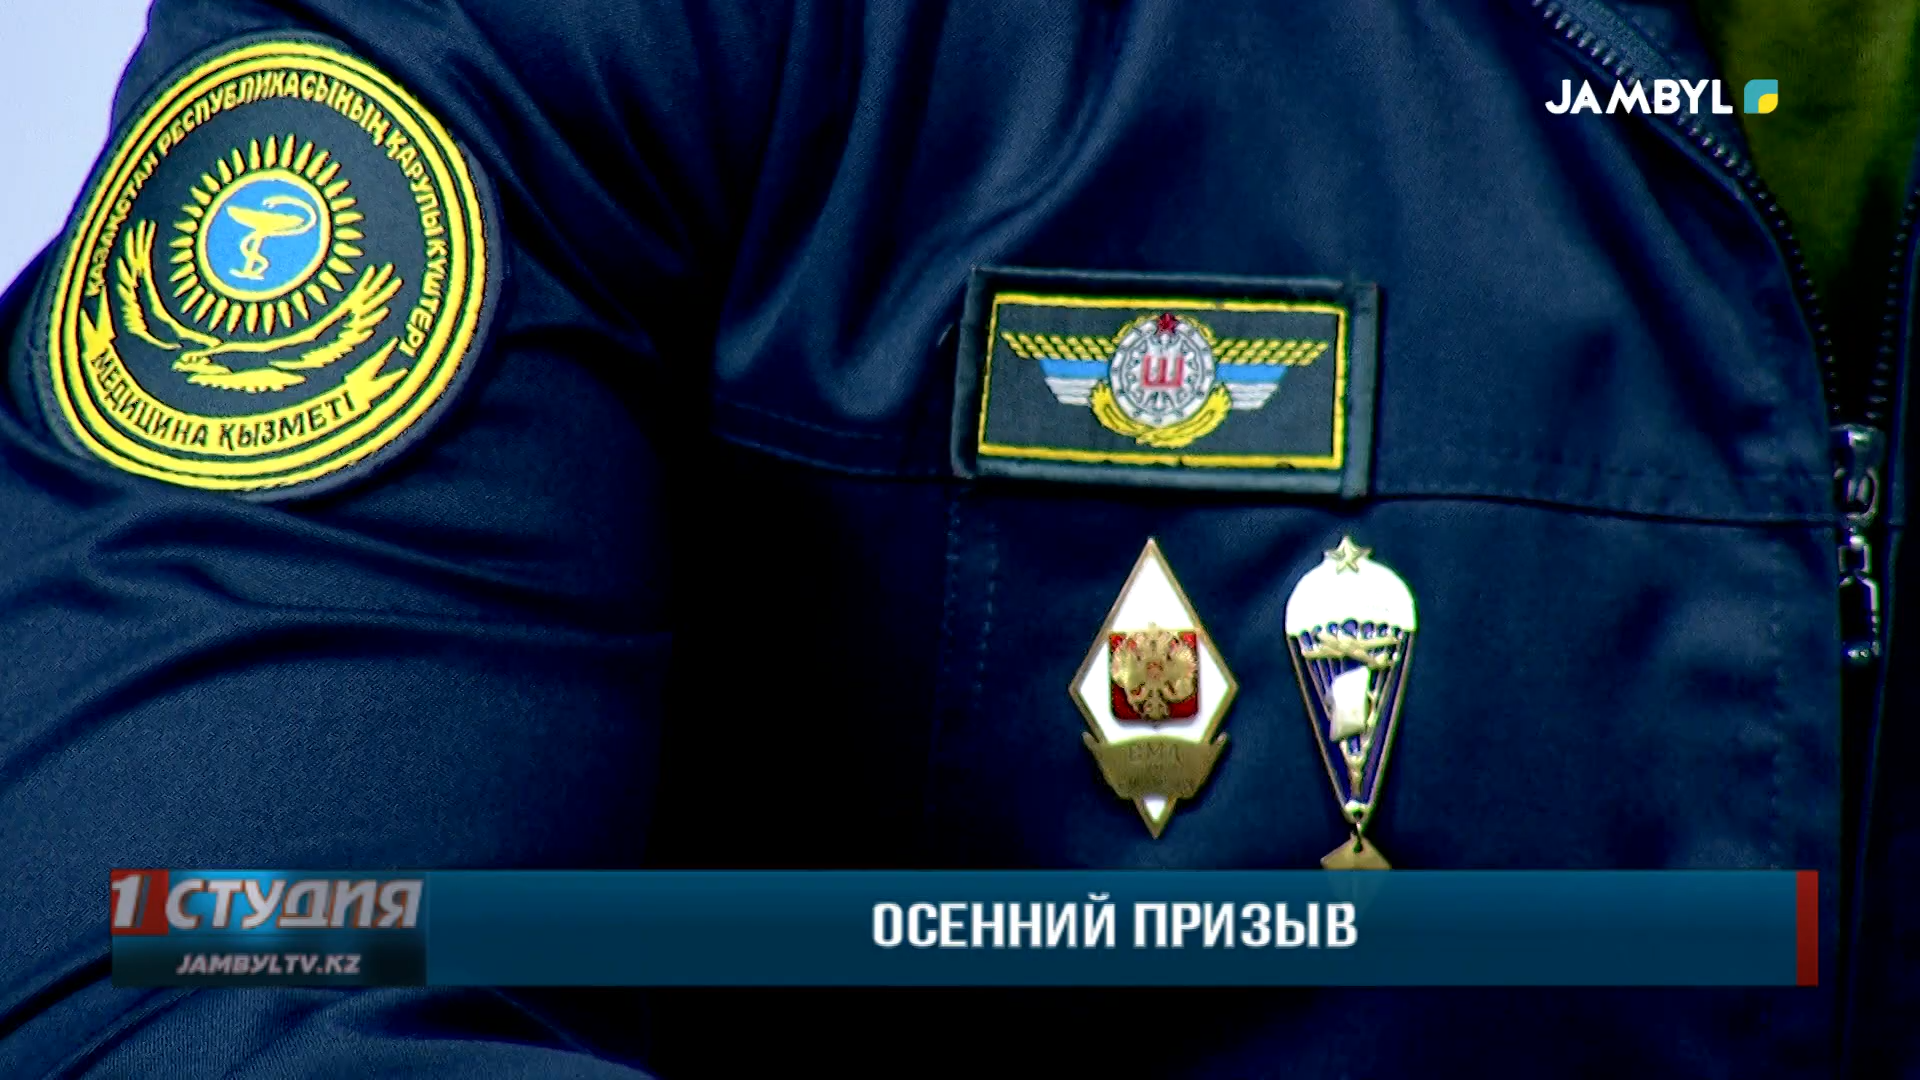 JAMBYL
ҚАЗАҚСТАН РЕСПУБЛИКАСЫНЫҢ ҚАРУЛЫ КҮШТЕРІ
МЕДИЦИНА ҚЫЗМЕТІ
Ш
ВМА
1 СТУДИЯ
JAMBYLTV.KZ
ОСЕННИЙ ПРИЗЫВ